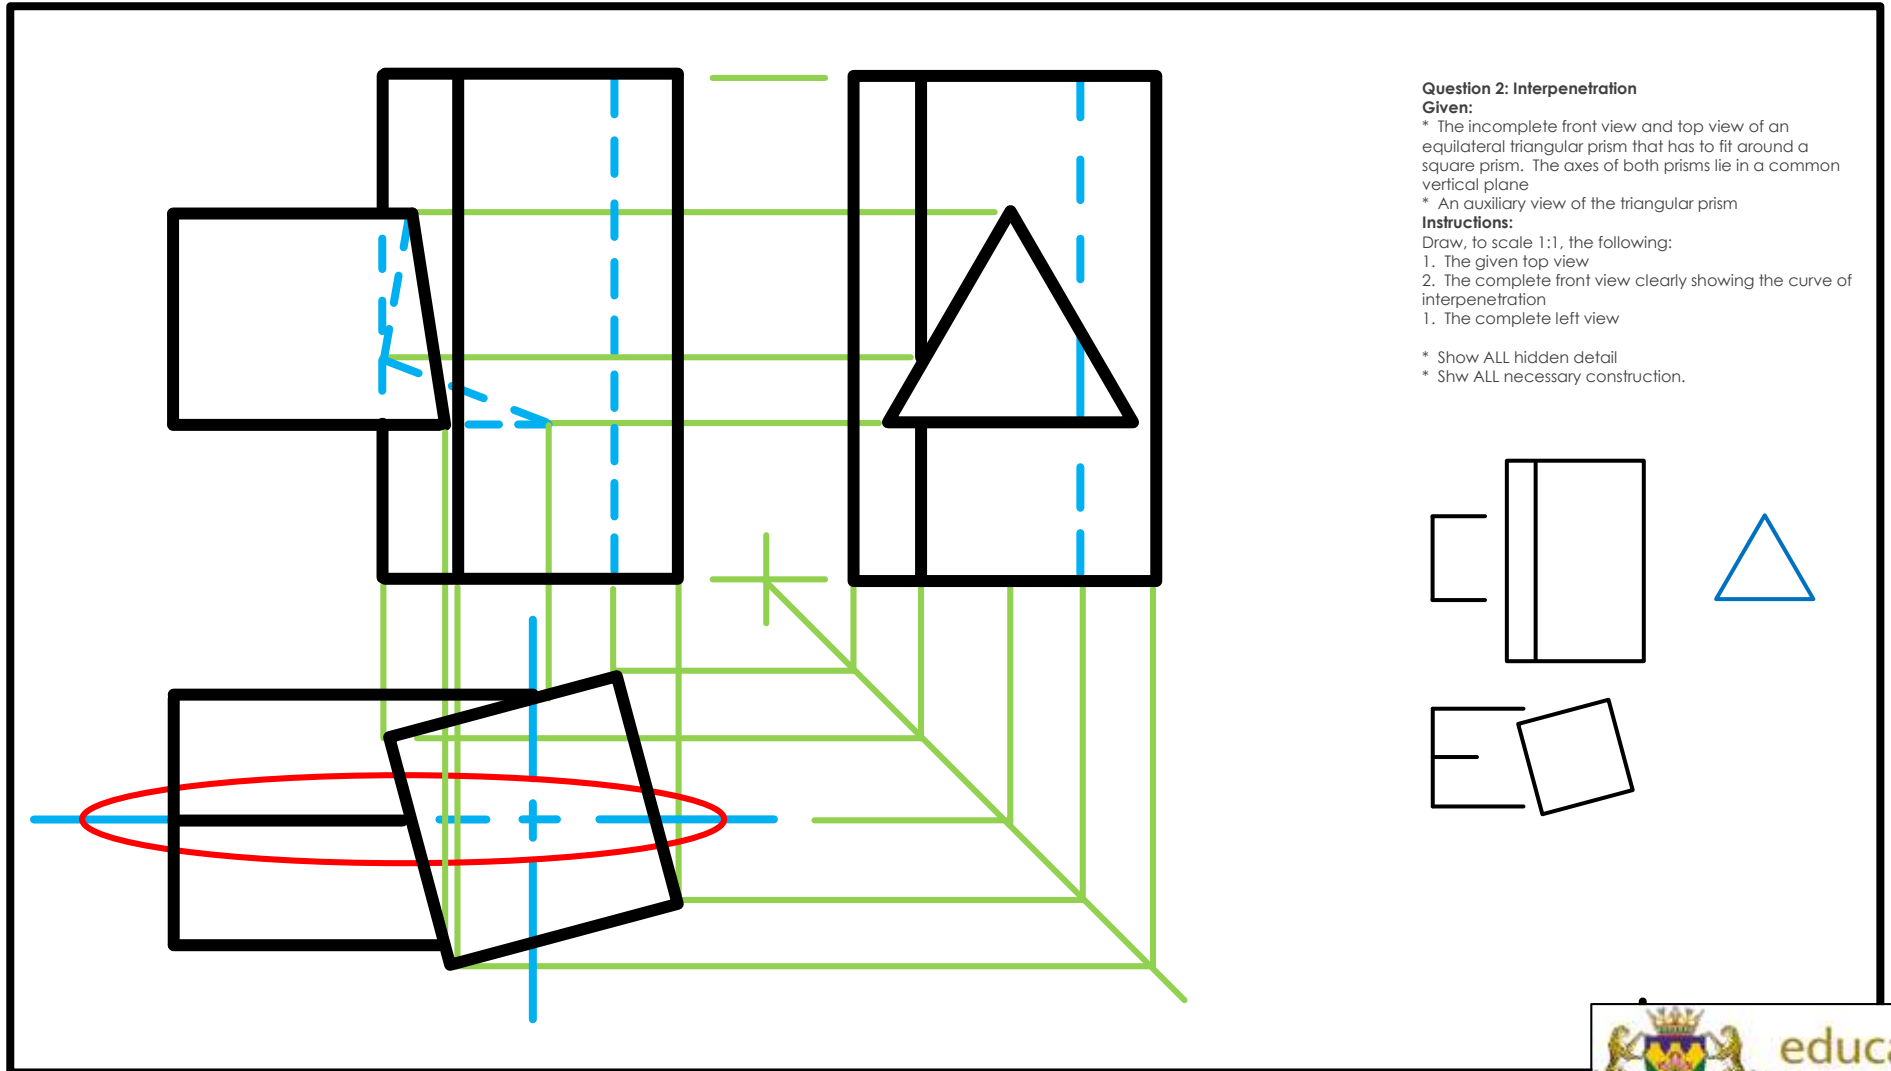 Question 2: Interpenetration
Given:
* The incomplete front view and top view of an
equilateral triangular prism that has to fit around a
square prism. The axes of both prisms lie in a common
vertical plane
* An auxiliary view of the triangular prism
Instructions:
Draw, to scale 1:1, the following:
1. The given top view
2. The complete front view clearly showing the curve of
interpenetration
1. The complete left view
* Show ALL hidden detail
* Shw ALL necessary construction.
educa